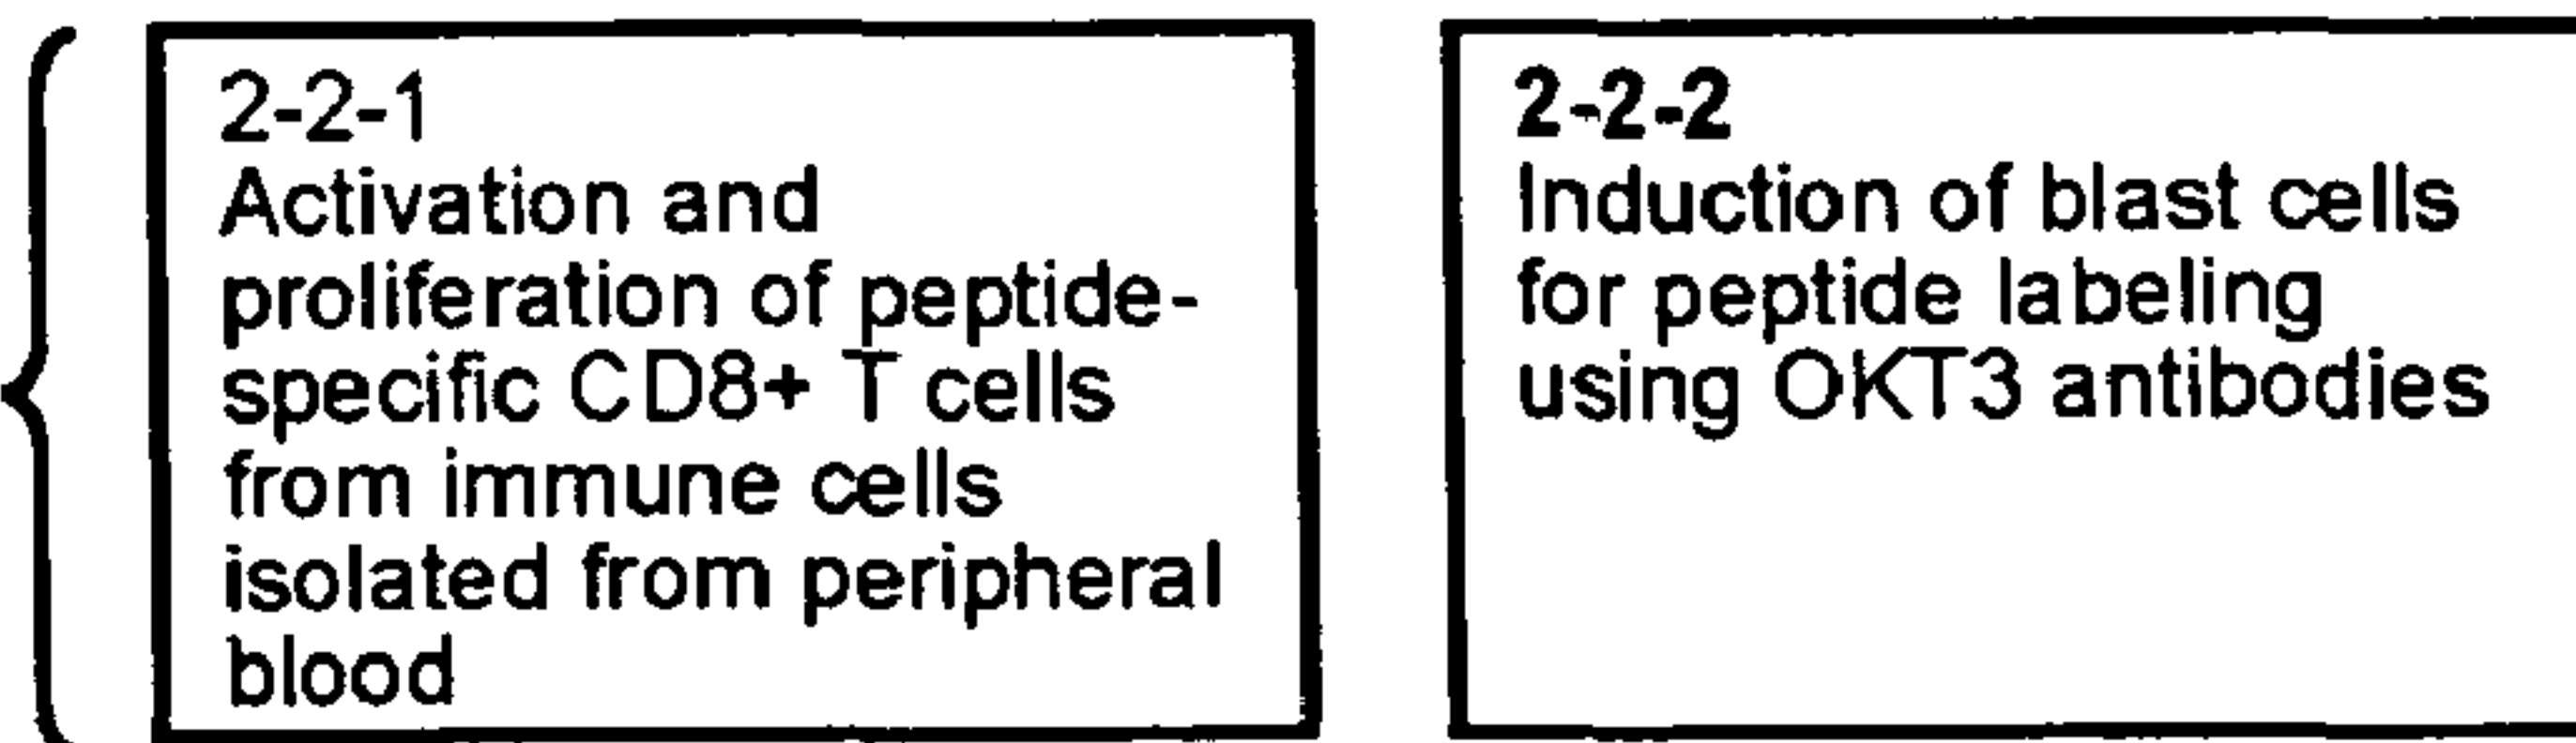 2-2-1
Activation and
proliferation of peptide-
specific CD8+ T cells
from immune cells
isolated from peripheral
blood
2-2-2
Induction of blast cells
for peptide labeling
using OKT3 antibodies